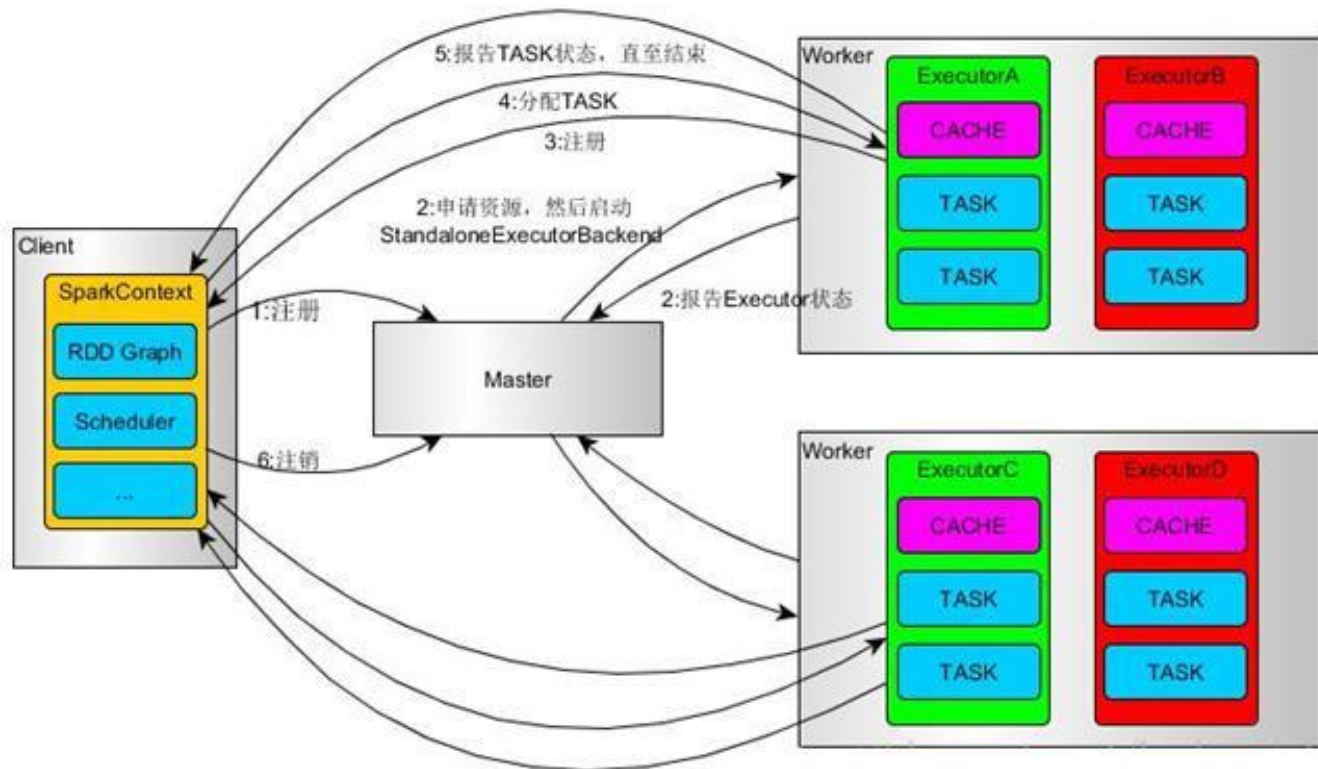 5:报告TASK状态，直至结束
4:分配TASK
3:注册
2:申请资源，然后启动
StandaloneExecutorBackend
2:报告Executor状态
Client
SparkContext
RDD Graph
Scheduler
...
1:注册
6:注销
Master
Worker
ExecutorA
CACHE
TASK
TASK
ExecutorB
CACHE
TASK
TASK
Worker
ExecutorC
CACHE
TASK
TASK
ExecutorD
CACHE
TASK
TASK